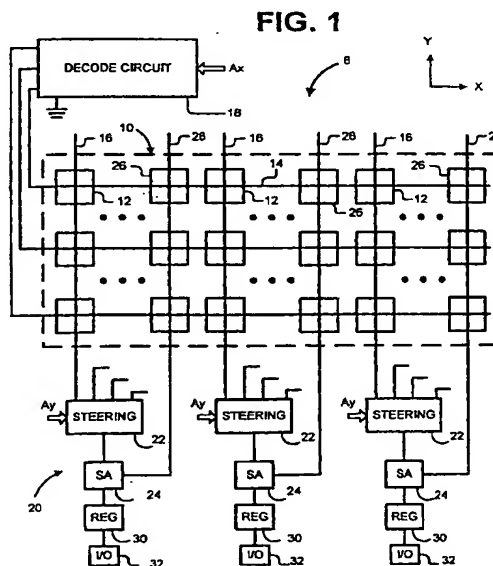 FIG. 1
DECODE CIRCUIT
Ax
18
8
Y
X
16
10
28
16
28
16
2
26
14
26
12
12
26
12
Ay
STEERING
22
Ay
STEERING
22
Ay
STEERING
22
20
SA
24
SA
24
SA
24
REG
30
REG
30
REG
30
I/O
32
I/O
32
I/O
32